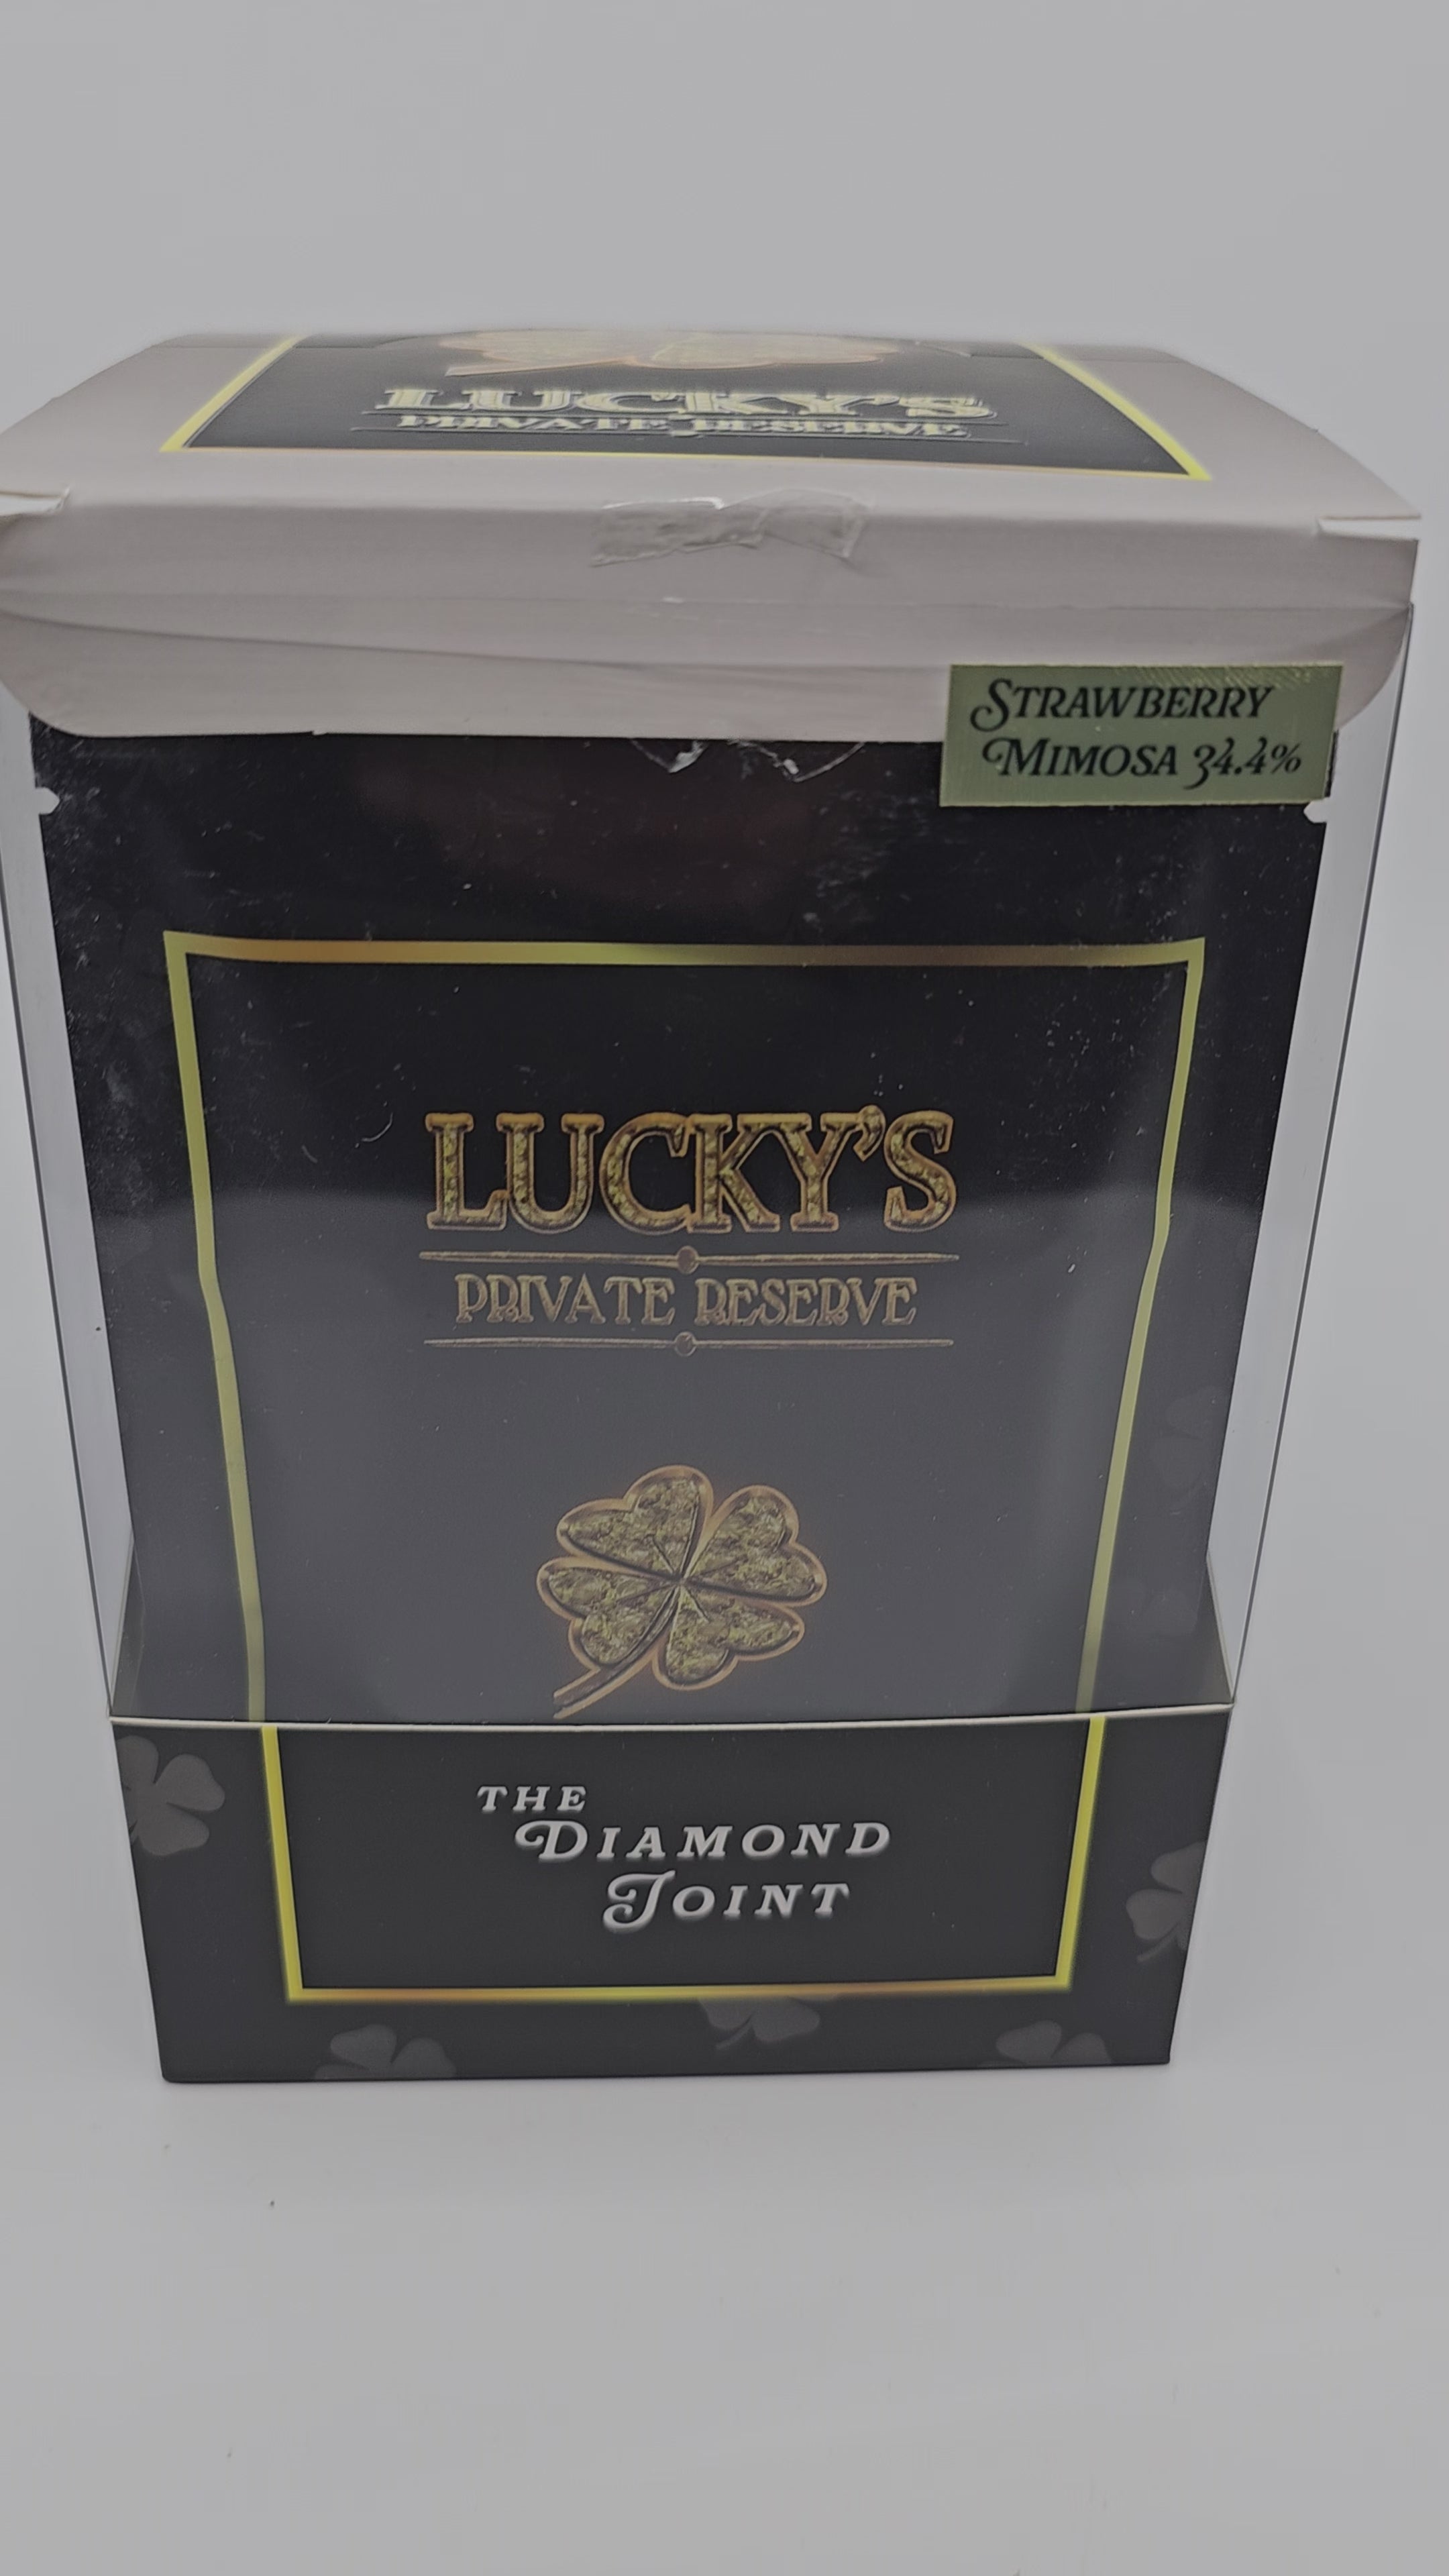 LUCKY'S
PRIVATE RESERVE
STRAWBERRY
MIMOSA 34.4%
LUCKY'S
PRIVATE RESERVE
THE
DIAMOND
JOINT